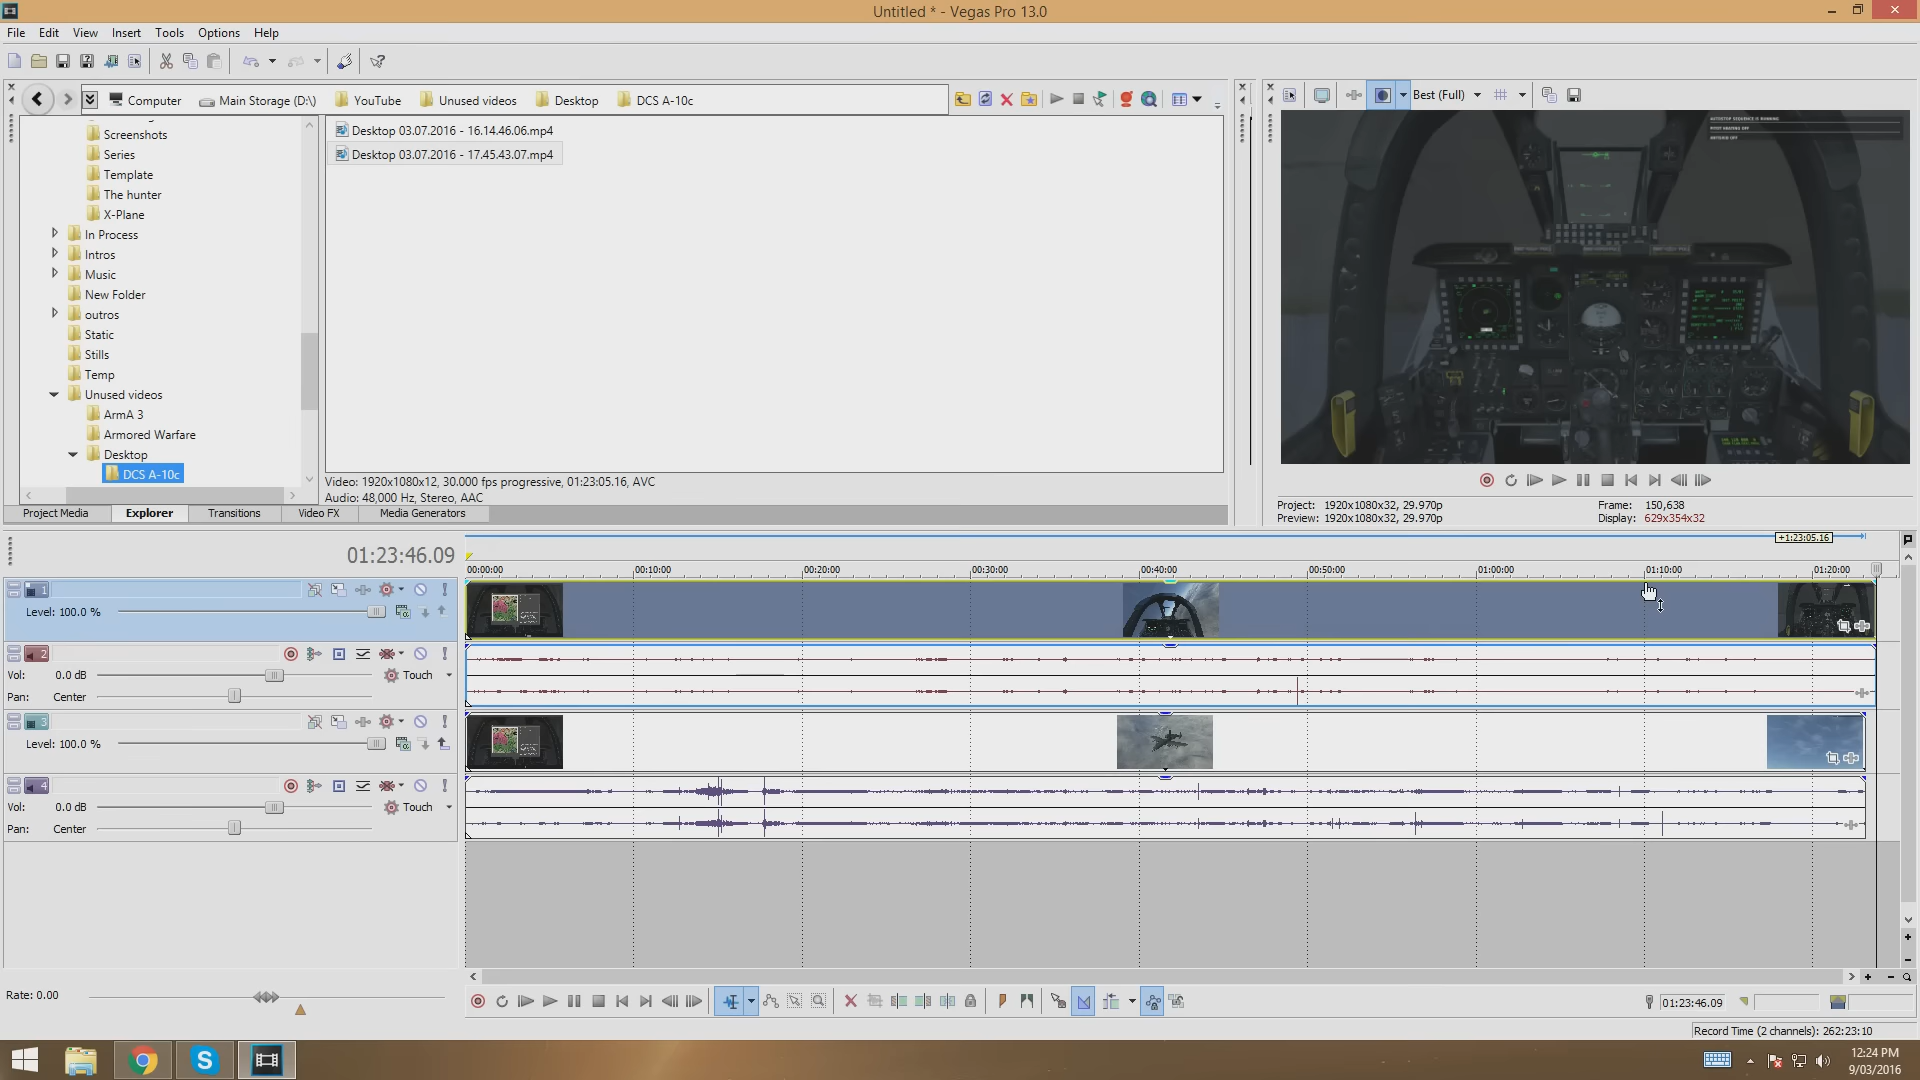 Untitled * - Vegas Pro 13.0
File Edit View Insert Tools Options Help
Computer Main Storage (D:\) YouTube Unused videos Desktop DCS A-10c
Best (Full)
Screenshots
Series
Template
The hunter
X-Plane
In Process
Intros
Music
New Folder
outros
Static
Stills
Temp
Unused videos
ArmA 3
Armored Warfare
Desktop
DCS A-10c
Desktop 03.07.2016 - 16.14.46.06.mp4
Desktop 03.07.2016 - 17.45.43.07.mp4
Video: 1920x1080x12, 30.000 fps progressive, 01:23:05.16, AVC
Audio: 48,000 Hz, Stereo, AAC
Project Media Explorer Transitions Video FX Media Generators
Project: 1920x1080x32, 29.970p Frame: 150,638
Preview: 1920x1080x32, 29.970p Display: 629x354x32
+1:23:05.16
01:23:46.09
00:00:00 00:10:00 00:20:00 00:30:00 00:40:00 00:50:00 01:00:00 01:10:00 01:20:00
1
Level: 100.0 %
2
Vol: 0.0 dB Touch
Pan: Center
3
Level: 100.0 %
4
Vol: 0.0 dB Touch
Pan: Center
Rate: 0.00
01:23:46.09
Record Time (2 channels): 262:23:10
12:24 PM
9/03/2016